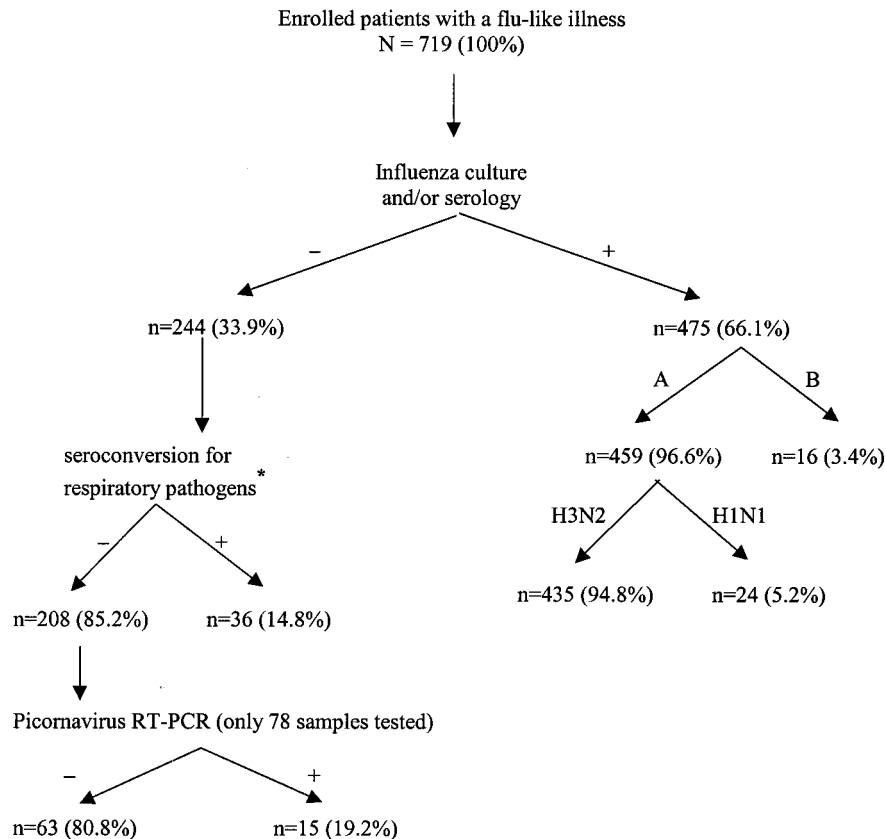 Enrolled patients with a flu-like illness
N = 719 (100%)
Influenza culture
and/or serology
− +
n=244 (33.9%) n=475 (66.1%)
A B
seroconversion for
respiratory pathogens*
n=459 (96.6%) n=16 (3.4%)
H3N2 H1N1
− +
n=435 (94.8%) n=24 (5.2%)
n=208 (85.2%) n=36 (14.8%)
Picornavirus RT-PCR (only 78 samples tested)
− +
n=63 (80.8%) n=15 (19.2%)